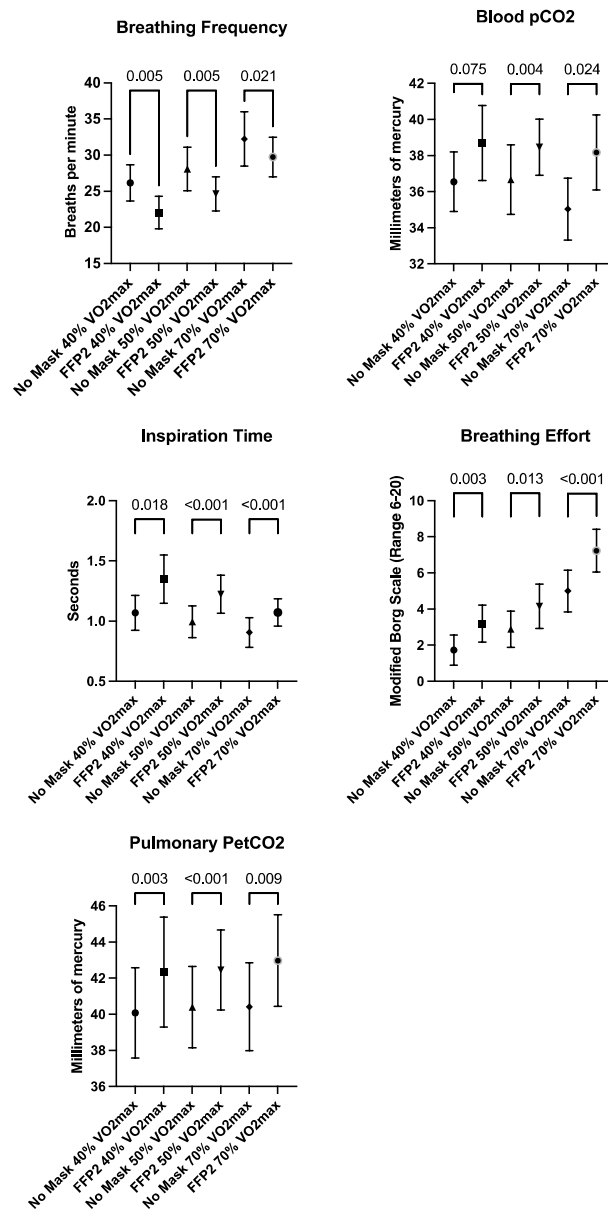 Breathing Frequency
0.005 0.005 0.021
40
35
30
25
20
15
Breaths per minute
No Mask 40% VO2max
FFP2 40% VO2max
No Mask 50% VO2max
FFP2 50% VO2max
No Mask 70% VO2max
FFP2 70% VO2max
Blood pCO2
0.075 0.004 0.024
42
40
38
36
34
32
Millimeters of mercury
No Mask 40% VO2max
FFP2 40% VO2max
No Mask 50% VO2max
FFP2 50% VO2max
No Mask 70% VO2max
FFP2 70% VO2max
Inspiration Time
0.018 <0.001 <0.001
2.0
1.5
1.0
0.5
Seconds
No Mask 40% VO2max
FFP2 40% VO2max
No Mask 50% VO2max
FFP2 50% VO2max
No Mask 70% VO2max
FFP2 70% VO2max
Breathing Effort
0.003 0.013 <0.001
10
8
6
4
2
0
Modified Borg Scale (Range 6-20)
No Mask 40% VO2max
FFP2 40% VO2max
No Mask 50% VO2max
FFP2 50% VO2max
No Mask 70% VO2max
FFP2 70% VO2max
Pulmonary PetCO2
0.003 <0.001 0.009
46
44
42
40
38
36
Millimeters of mercury
No Mask 40% VO2max
FFP2 40% VO2max
No Mask 50% VO2max
FFP2 50% VO2max
No Mask 70% VO2max
FFP2 70% VO2max